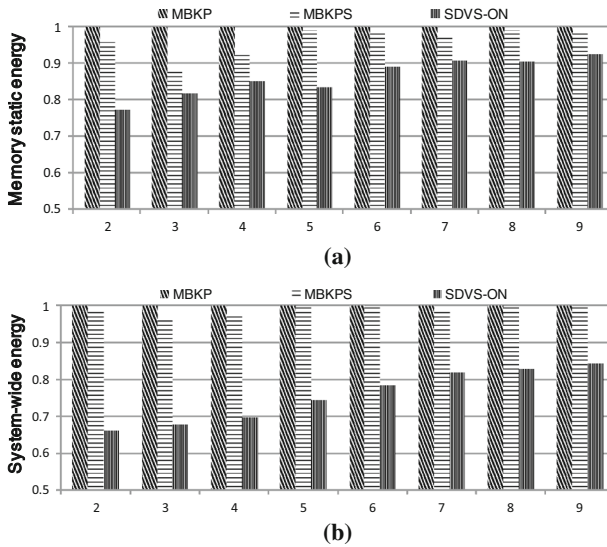 MBKP MBKPS SDVS-ON
Memory static energy
1
0.9
0.8
0.7
0.6
0.5
2 3 4 5 6 7 8 9
(a)
MBKP MBKPS SDVS-ON
System-wide energy
1
0.9
0.8
0.7
0.6
0.5
2 3 4 5 6 7 8 9
(b)